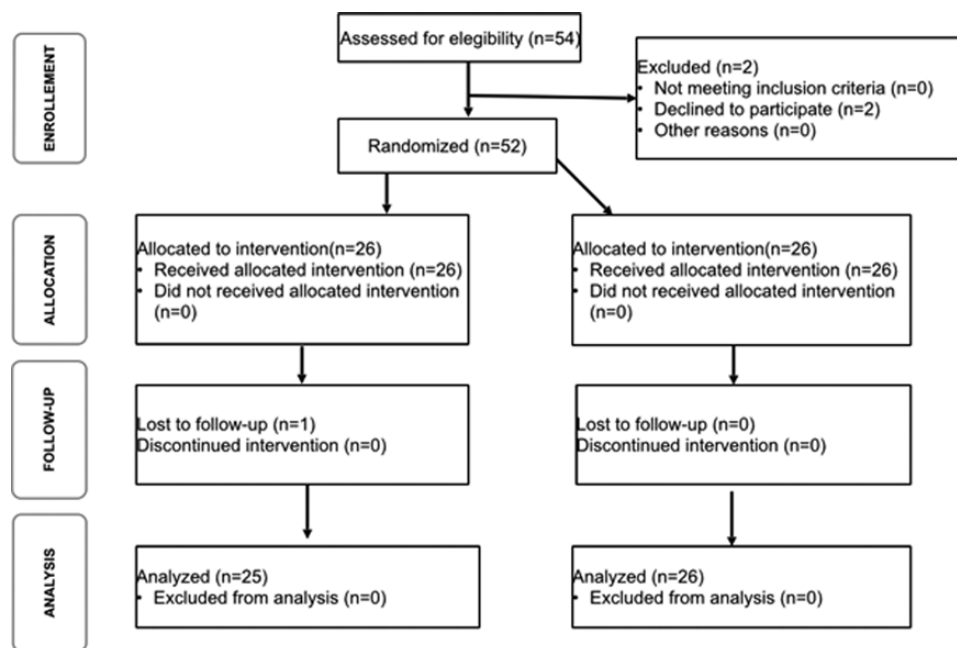 ENROLLEMENT
Assessed for elegibility (n=54)
Excluded (n=2)
• Not meeting inclusion criteria (n=0)
• Declined to participate (n=2)
• Other reasons (n=0)
Randomized (n=52)
ALLOCATION
Allocated to intervention(n=26)
• Received allocated intervention (n=26)
• Did not received allocated intervention
(n=0)
Allocated to intervention(n=26)
• Received allocated intervention (n=26)
• Did not received allocated intervention
(n=0)
FOLLOW-UP
Lost to follow-up (n=1)
Discontinued intervention (n=0)
Lost to follow-up (n=0)
Discontinued intervention (n=0)
ANALYSIS
Analyzed (n=25)
• Excluded from analysis (n=0)
Analyzed (n=26)
• Excluded from analysis (n=0)